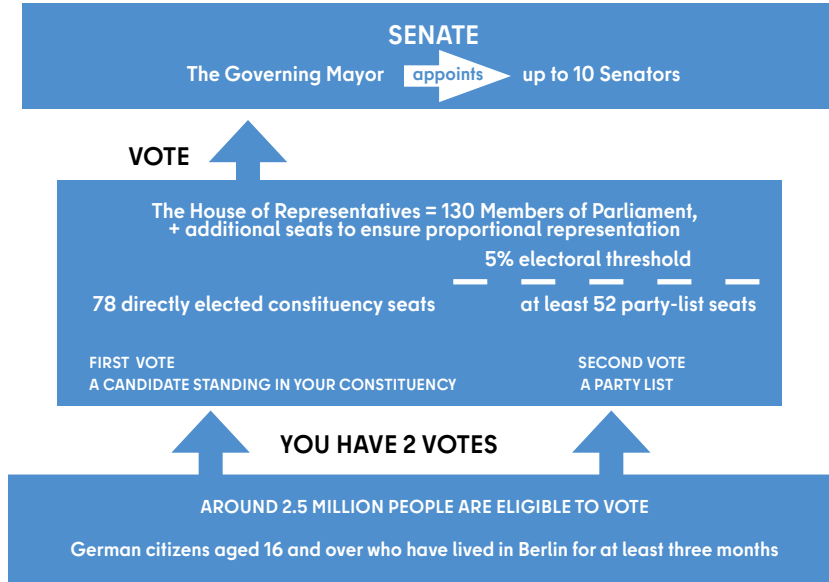 SENATE
The Governing Mayor appoints up to 10 Senators
VOTE
The House of Representatives = 130 Members of Parliament,
+ additional seats to ensure proportional representation
5% electoral threshold
78 directly elected constituency seats at least 52 party-list seats
FIRST VOTE SECOND VOTE
A CANDIDATE STANDING IN YOUR CONSTITUENCY A PARTY LIST
YOU HAVE 2 VOTES
AROUND 2.5 MILLION PEOPLE ARE ELIGIBLE TO VOTE
German citizens aged 16 and over who have lived in Berlin for at least three months